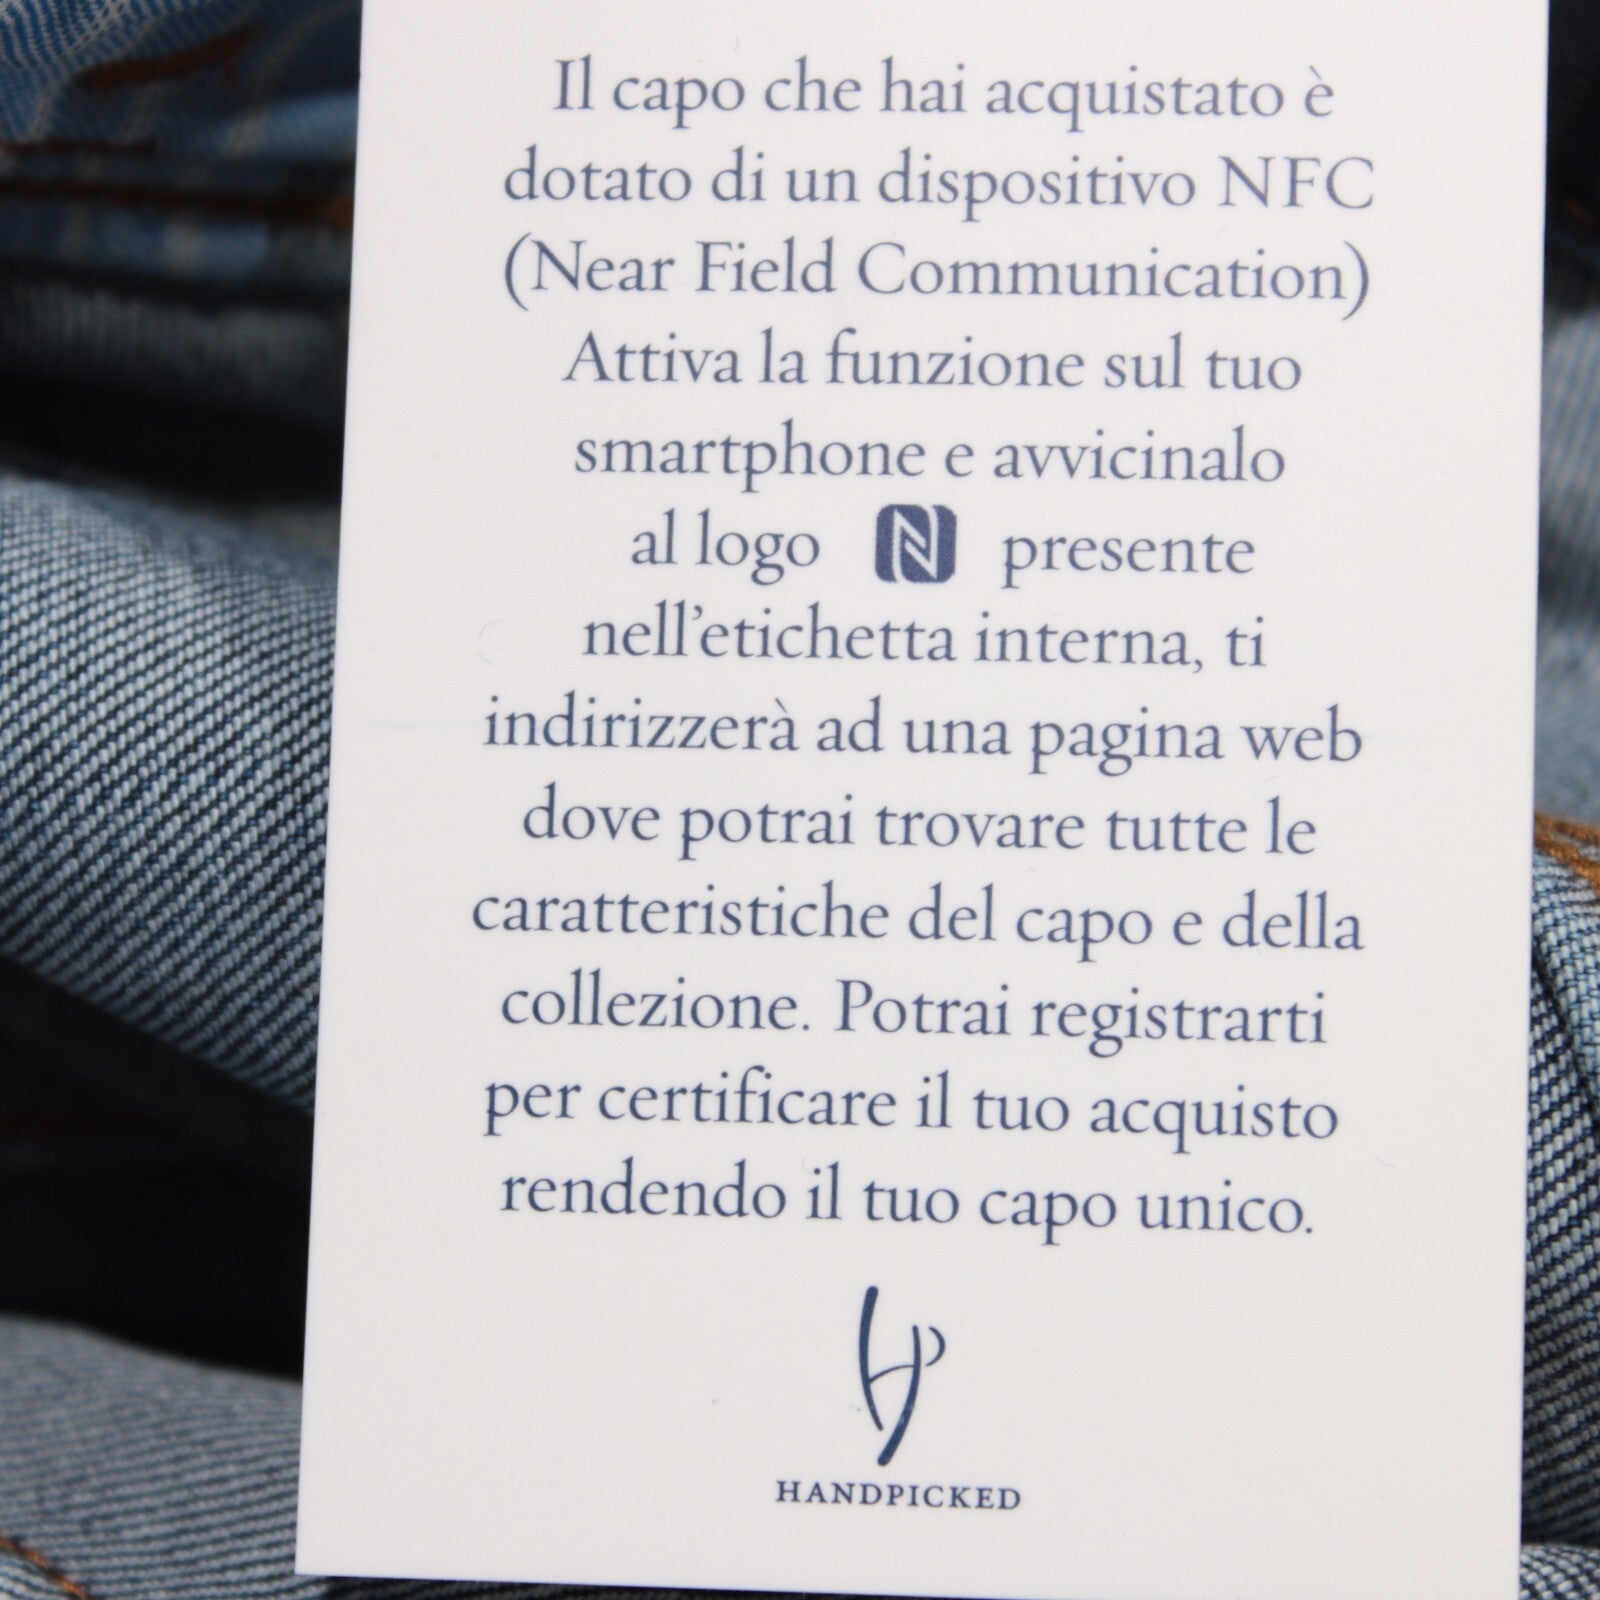 Il capo che hai acquistato è
dotato di un dispositivo NFC
(Near Field Communication)
Attiva la funzione sul tuo
smartphone e avvicinalo
al logo N presente
nell'etichetta interna, ti
indirizzerà ad una pagina web
dove potrai trovare tutte le
caratteristiche del capo e della
collezione. Potrai registrarti
per certificare il tuo acquisto
rendendo il tuo capo unico.
HP
HANDPICKED